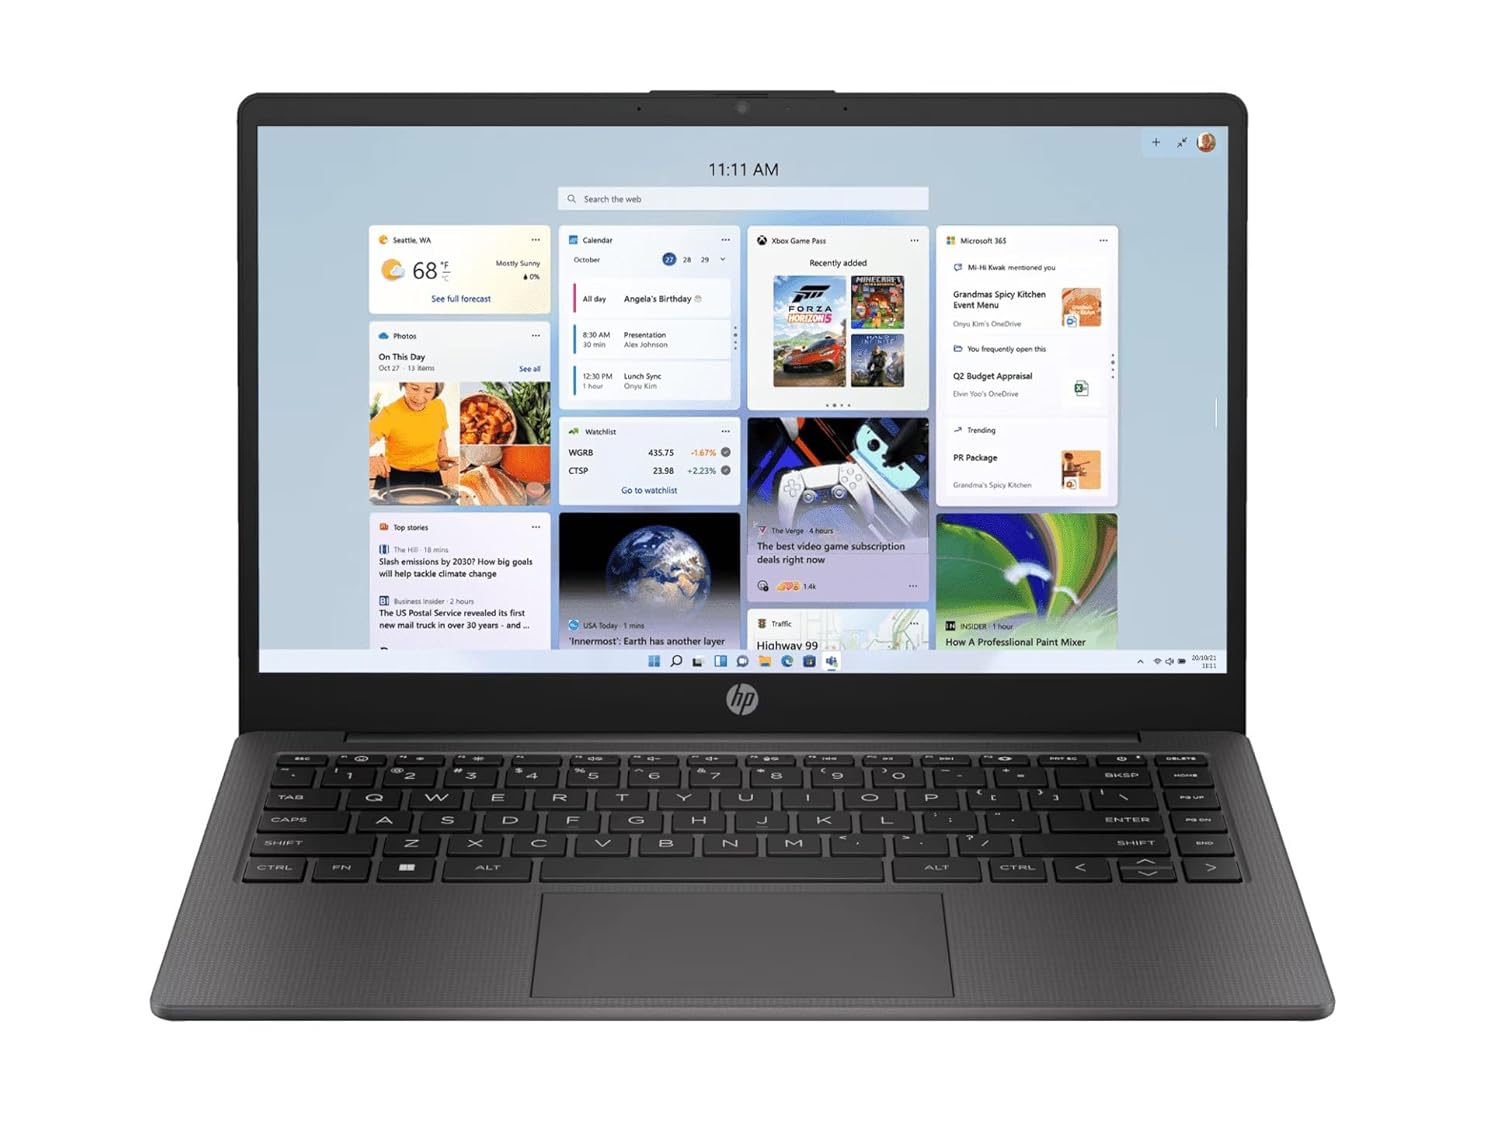 11:11 AM
Search the web
Seattle, WA
68 °F
°C
Mostly Sunny
0%
See full forecast
Photos
On This Day
Oct 27 · 13 items
See all
Top stories
The Hill · 18 mins
Slash emissions by 2030? How big goals
will help tackle climate change
Business Insider · 2 hours
The US Postal Service revealed its first
new mail truck in over 30 years - and ...
Calendar
October
27 28 29
All day Angela's Birthday
8:30 AM Presentation
30 min Alex Johnson
12:30 PM Lunch Sync
1 hour Onyu Kim
Watchlist
WGRB 435.75 -1.67%
CTSP 23.98 +2.23%
Go to watchlist
USA Today · 1 mins
'Innermost': Earth has another layer
Xbox Game Pass
Recently added
FORZA
HORIZON 5
MINECRAFT
HALO
INFINITE
The Verge · 4 hours
The best video game subscription
deals right now
1.4k
Traffic
Highway 99
Microsoft 365
Mi-Hi Kwak mentioned you
Grandmas Spicy Kitchen
Event Menu
Onyu Kim's OneDrive
You frequently open this
Q2 Budget Appraisal
Elvin Yoo's OneDrive
Trending
PR Package
Grandma's Spicy Kitchen
INSIDER · 1 hour
How A Professional Paint Mixer
20/10/21
11:11
hp
ESC PRT SC DELETE
! 1 @ 2 # 3 $ 4 % 5 ^ 6 & 7 * 8 ( 9 ) 0 - + = BKSP HOME
TAB Q W E R T Y U I O P { [ } ] | \ PG UP
CAPS A S D F G H J K L : ; ENTER PG DN
SHIFT Z X C V B N M < , > . ? / SHIFT END
CTRL FN ALT ALT CTRL